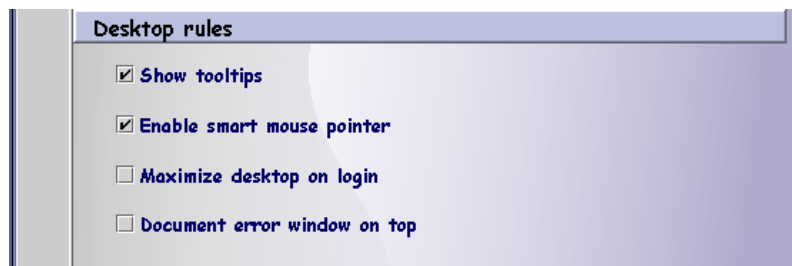 Desktop rules
Show tooltips
Enable smart mouse pointer
Maximize desktop on login
Document error window on top